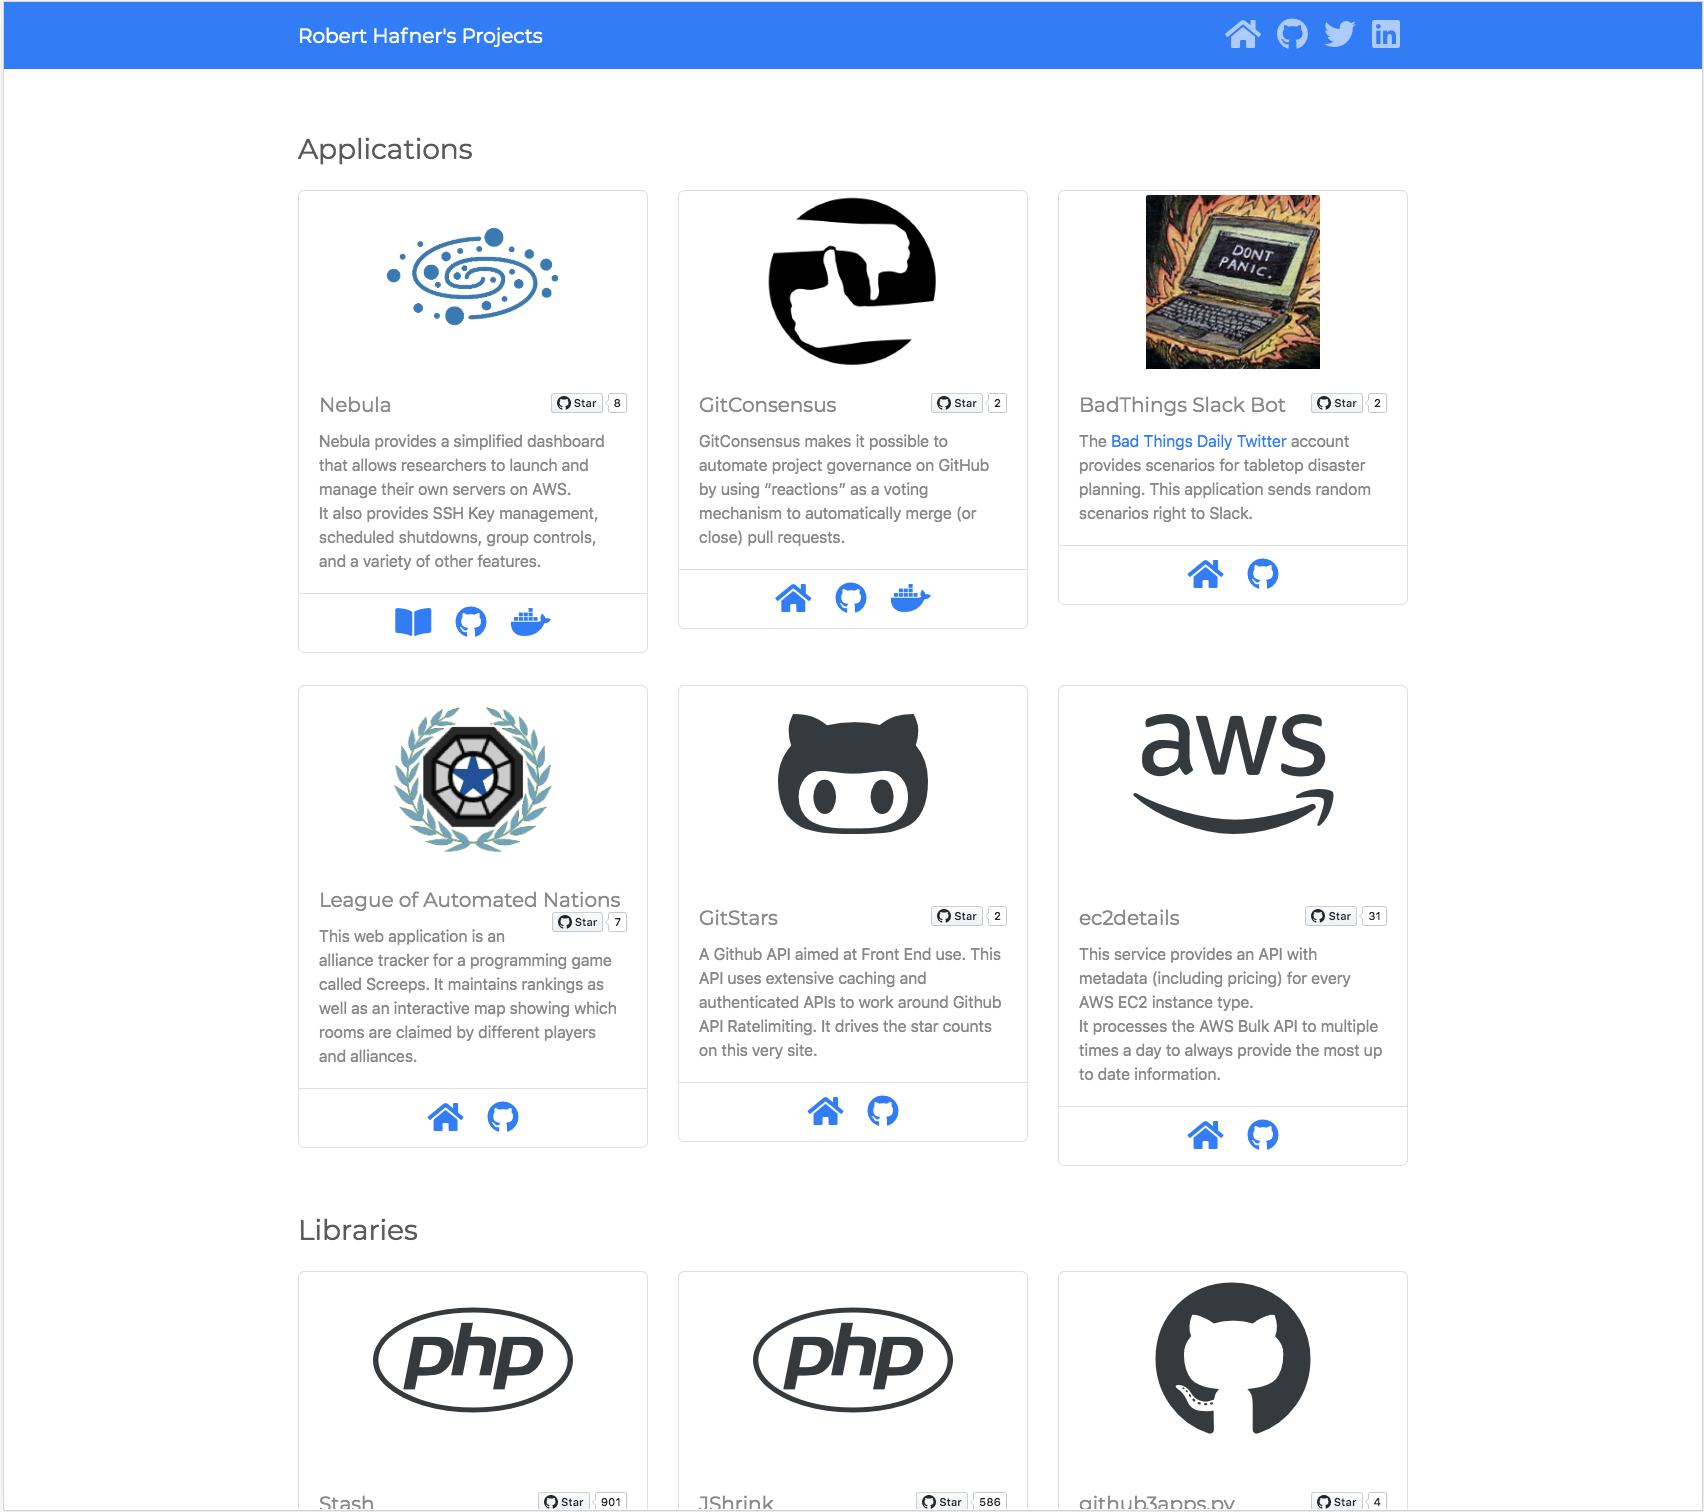 Robert Hafner's Projects
Applications
DONT
PANIC.
Nebula
Star 8
Nebula provides a simplified dashboard
that allows researchers to launch and
manage their own servers on AWS.
It also provides SSH Key management,
scheduled shutdowns, group controls,
and a variety of other features.
GitConsensus
Star 2
GitConsensus makes it possible to
automate project governance on GitHub
by using “reactions” as a voting
mechanism to automatically merge (or
close) pull requests.
BadThings Slack Bot
Star 2
The Bad Things Daily Twitter account
provides scenarios for tabletop disaster
planning. This application sends random
scenarios right to Slack.
aws
League of Automated Nations
Star 7
This web application is an
alliance tracker for a programming game
called Screeps. It maintains rankings as
well as an interactive map showing which
rooms are claimed by different players
and alliances.
GitStars
Star 2
A Github API aimed at Front End use. This
API uses extensive caching and
authenticated APIs to work around Github
API Ratelimiting. It drives the star counts
on this very site.
ec2details
Star 31
This service provides an API with
metadata (including pricing) for every
AWS EC2 instance type.
It processes the AWS Bulk API to multiple
times a day to always provide the most up
to date information.
Libraries
php
php
Stash
Star 901
JShrink
Star 586
github3apps.py
Star 4